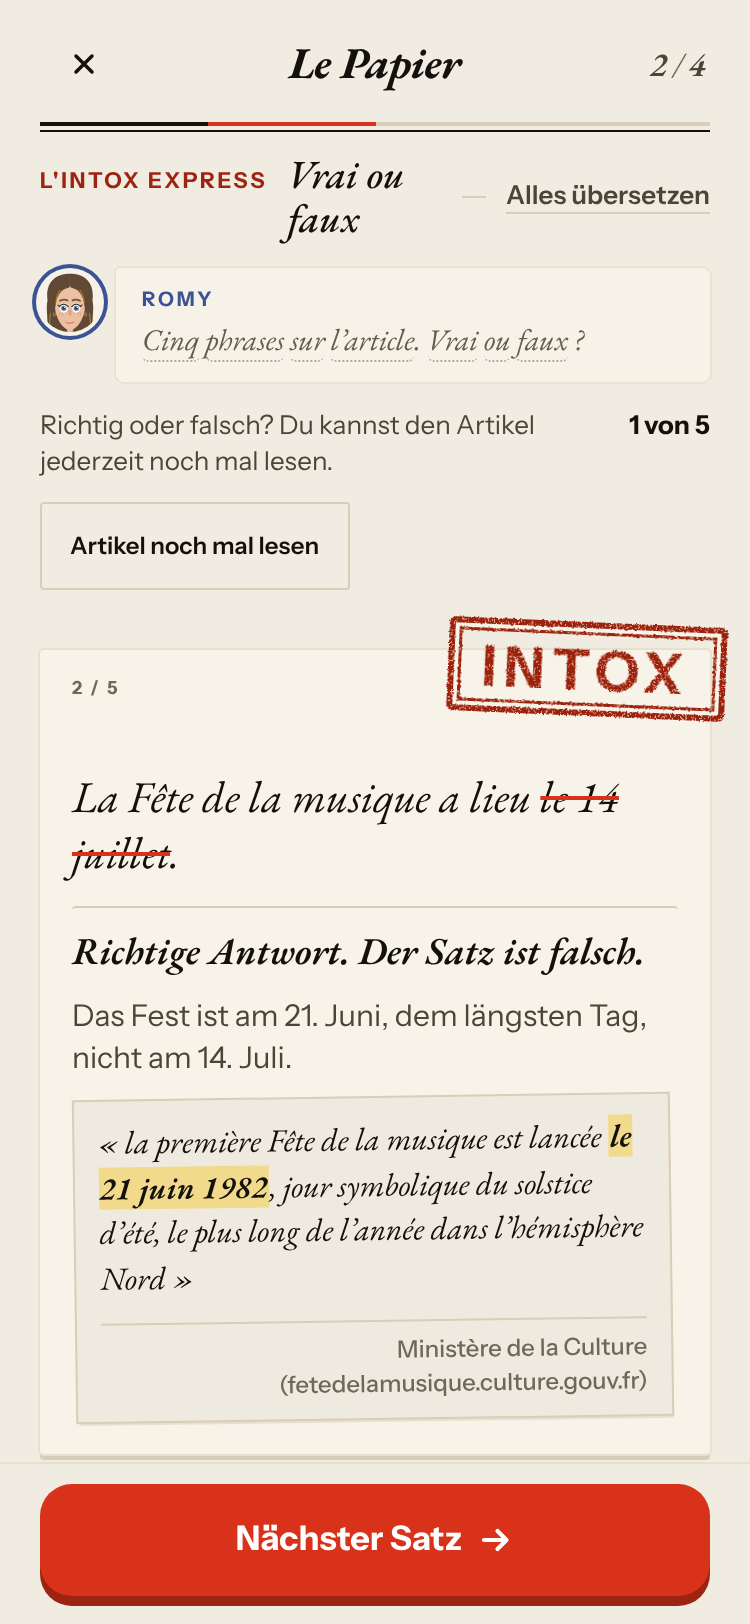 Le Papier
2 / 4
L'INTOX EXPRESS
Vrai ou
faux
Alles übersetzen
ROMY
Cinq phrases sur l’article. Vrai ou faux ?
Richtig oder falsch? Du kannst den Artikel
jederzeit noch mal lesen.
1 von 5
Artikel noch mal lesen
INTOX
2 / 5
La Fête de la musique a lieu le 14
juillet.
Richtige Antwort. Der Satz ist falsch.
Das Fest ist am 21. Juni, dem längsten Tag,
nicht am 14. Juli.
« la première Fête de la musique est lancée le
21 juin 1982, jour symbolique du solstice
d’été, le plus long de l’année dans l’hémisphère
Nord »
Ministère de la Culture
(fetedelamusique.culture.gouv.fr)
Nächster Satz →